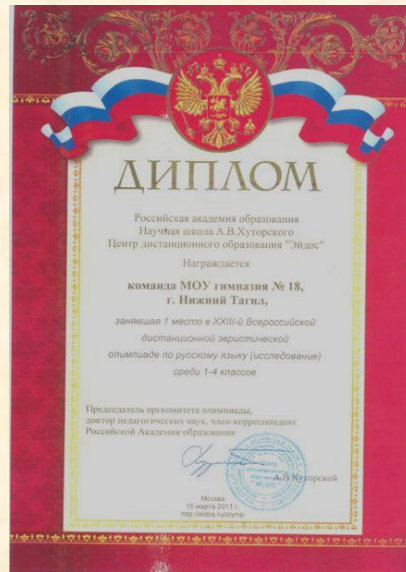 ДИПЛОМ
Российская академия образования
Научная школа А.В.Хуторского
Центр дистанционного образования "Эйдос"
Награждается
команда МОУ гимназия № 18,
г. Нижний Тагил,
занявшая 1 место в XXIII-й Всероссийской
дистанционной эвристической
олимпиаде по русскому языку (исследование)
среди 1-4 классов
Председатель оргкомитета олимпиады,
доктор педагогических наук, член-корреспондент
Российской Академии образования
А.В.Хуторской
Москва
15 марта 2011 г.
http://eidos.ru/olymp